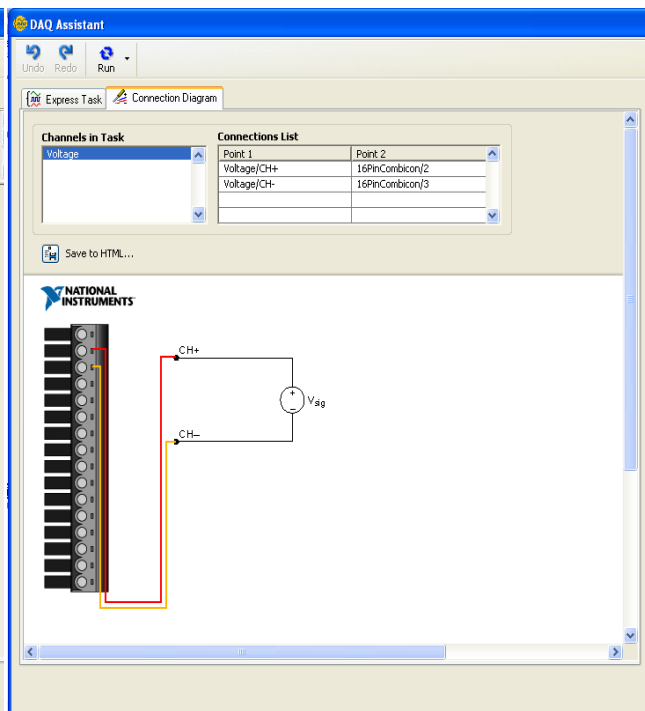 DAQ Assistant
Undo Redo Run
Express Task Connection Diagram
Channels in Task Connections List
Voltage Point 1 Point 2
Voltage/CH+ 16PinCombicon/2
Voltage/CH- 16PinCombicon/3
Save to HTML...
NATIONAL
INSTRUMENTS
CH+
+
− Vsig
CH−